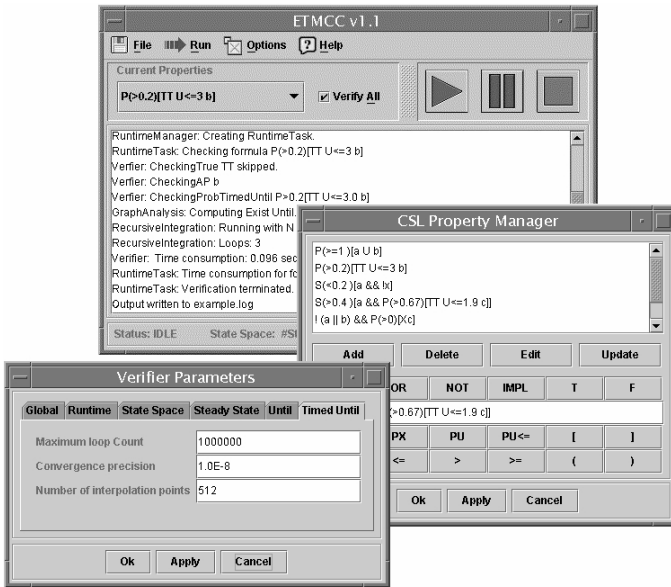 ETMCC v1.1
File Run Options Help
Current Properties
P(>0.2)[TT U<=3 b]
Verify All
RuntimeManager: Creating RuntimeTask.
RuntimeTask: Checking formula P(>0.2)[TT U<=3 b]
Verfier: CheckingTrue TT skipped.
Verfier: CheckingAP b
Verfier: CheckingProbTimedUntil P>0.2[TT U<=3.0 b]
GraphAnalysis: Computing Exist Until.
RecursiveIntegration: Running with N
RecursiveIntegration: Loops: 3
Verifier: Time consumption: 0.096 sec
RuntimeTask: Time consumption for fo
RuntimeTask: Verification terminated.
Output written to example.log
Status: IDLE State Space: #St
CSL Property Manager
P(>=1 )[a U b]
P(>0.2)[TT U<=3 b]
S(<0.2 )[a && !x]
S(>0.4 )[a && P(>0.67)[TT U<=1.9 c]]
! (a || b) && P(>0)[Xc]
Add Delete Edit Update
OR NOT IMPL T F
>0.67)[TT U<=1.9 c]]
PX PU PU<= [ ]
<= > >= ( )
Ok Apply Cancel
Verifier Parameters
Global Runtime State Space Steady State Until Timed Until
Maximum loop Count 1000000
Convergence precision 1.0E-8
Number of interpolation points 512
Ok Apply Cancel